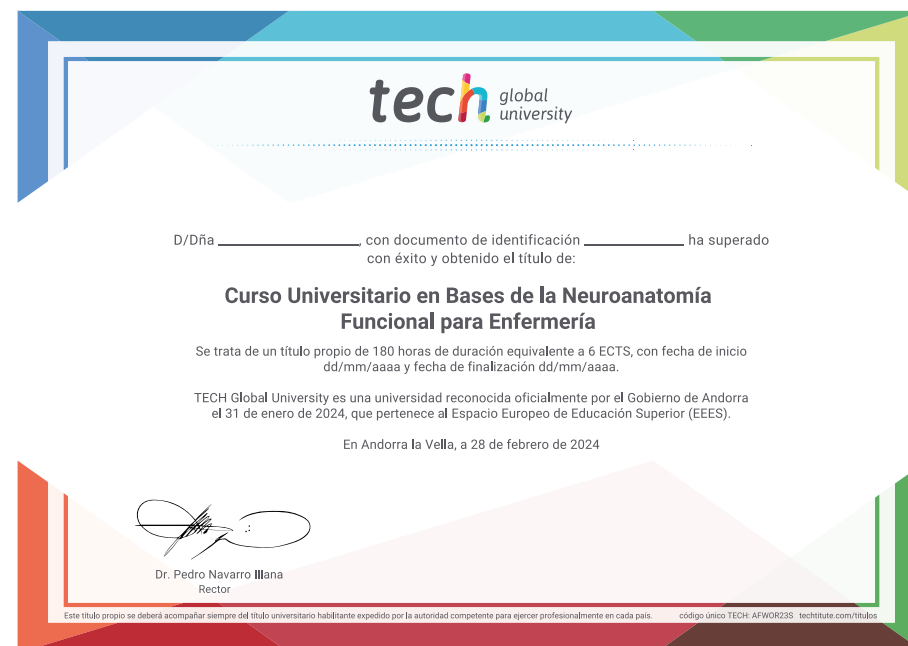 tech global university
D/Dña ____________________, con documento de identificación ______________ ha superado
con éxito y obtenido el título de:
Curso Universitario en Bases de la Neuroanatomía
Funcional para Enfermería
Se trata de un título propio de 180 horas de duración equivalente a 6 ECTS, con fecha de inicio
dd/mm/aaaa y fecha de finalización dd/mm/aaaa.
TECH Global University es una universidad reconocida oficialmente por el Gobierno de Andorra
el 31 de enero de 2024, que pertenece al Espacio Europeo de Educación Superior (EEES).
En Andorra la Vella, a 28 de febrero de 2024
Dr. Pedro Navarro Illana
Rector
Este título propio se deberá acompañar siempre del título universitario habilitante expedido por la autoridad competente para ejercer profesionalmente en cada país. código único TECH: AFWOR23S techtitute.com/titulos